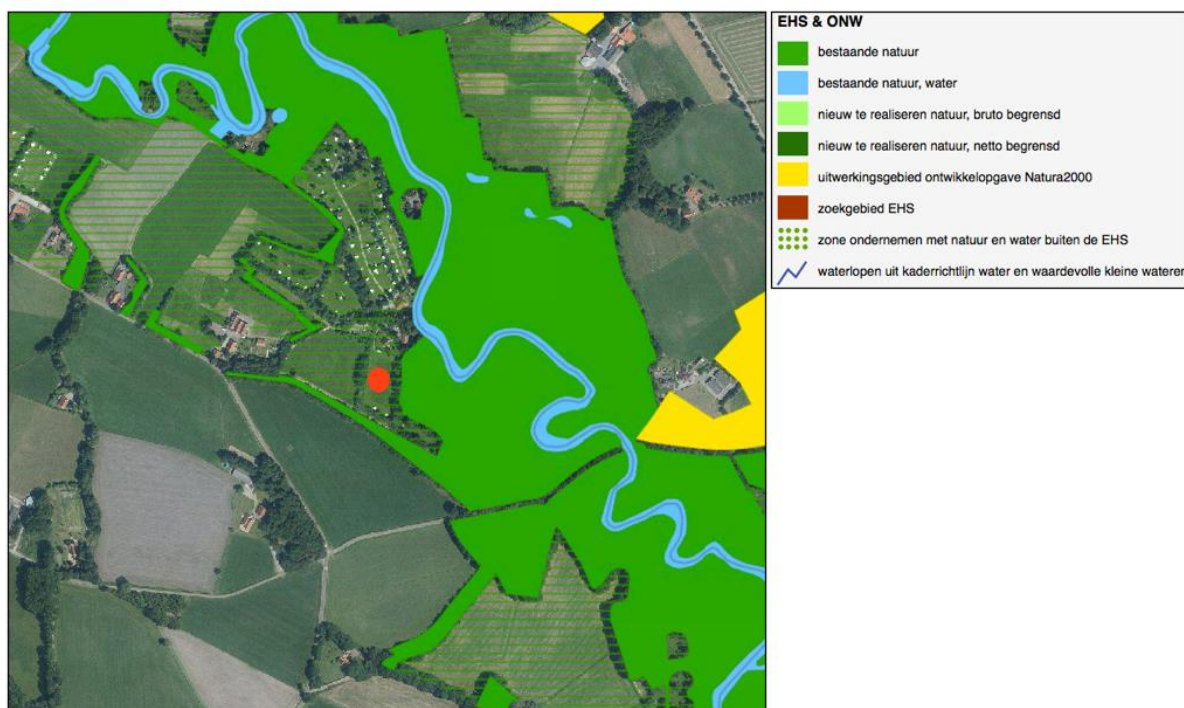 EHS & ONW
bestaande natuur
bestaande natuur, water
nieuw te realiseren natuur, bruto begrensd
nieuw te realiseren natuur, netto begrensd
uitwerkingsgebied ontwikkelopgave Natura2000
zoekgebied EHS
zone ondernemen met natuur en water buiten de EHS
waterlopen uit kaderrichtlijn water en waardevolle kleine wateren